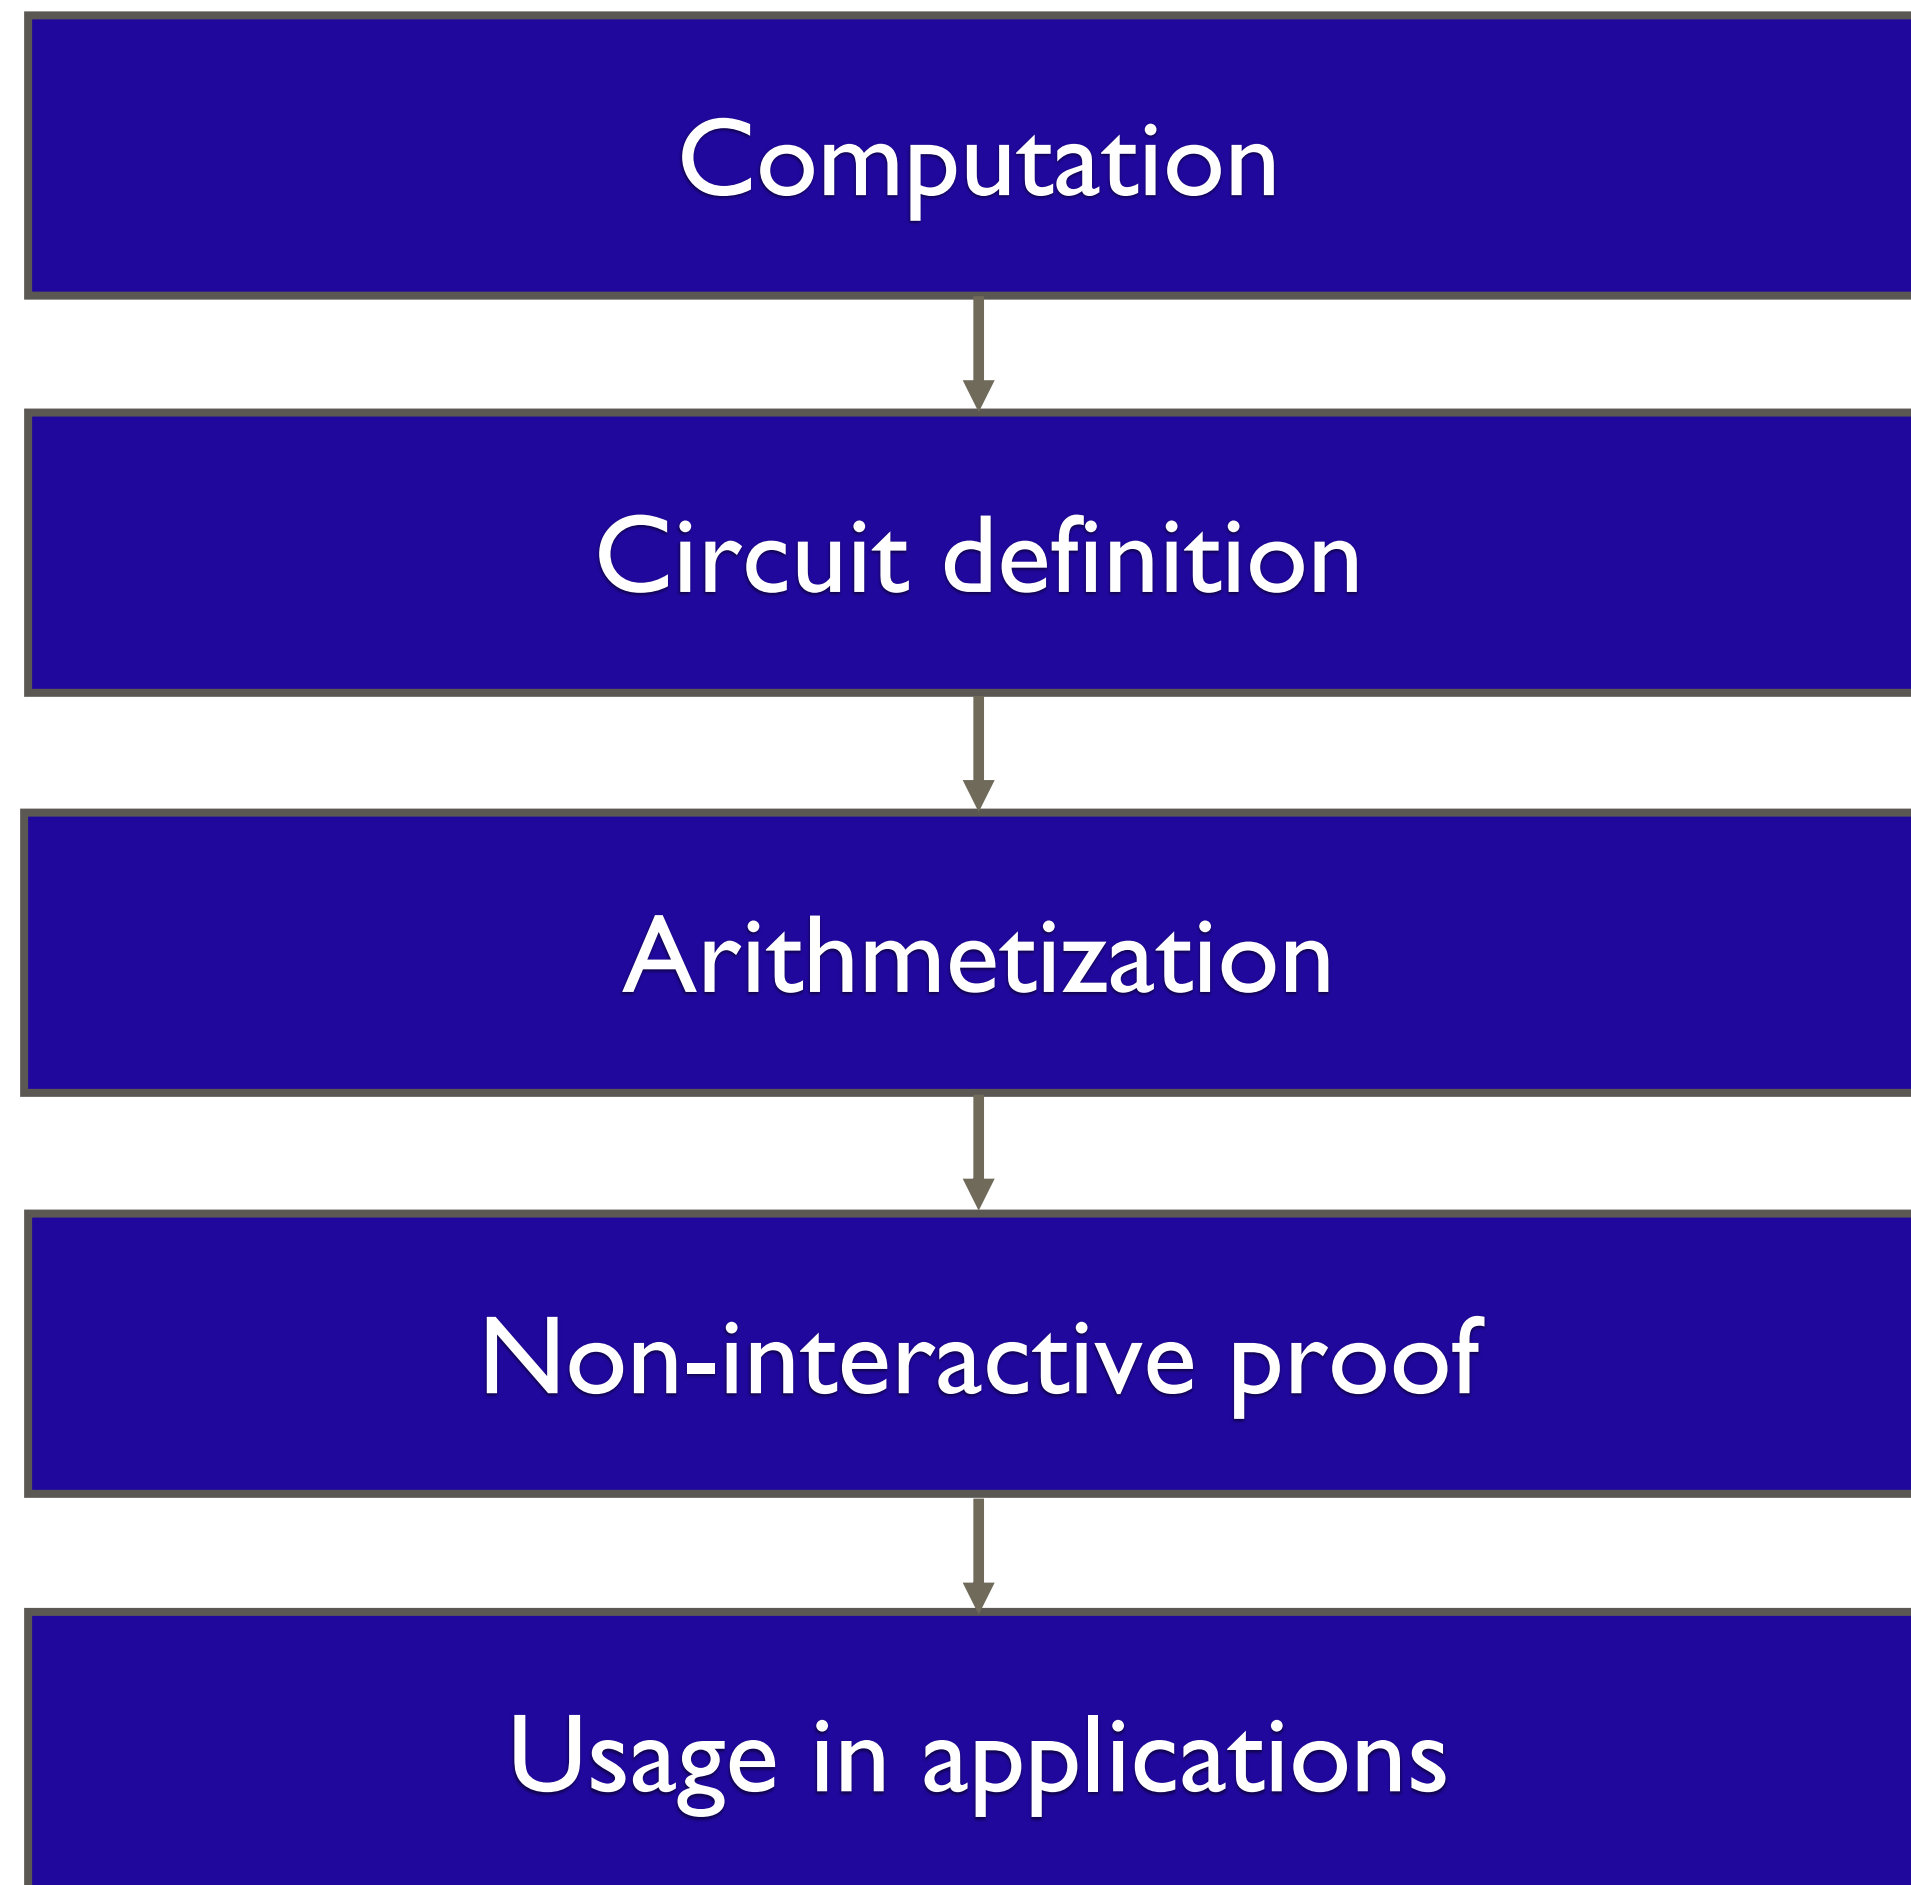 Computation
Circuit definition
Arithmetization
Non-interactive proof
Usage in applications